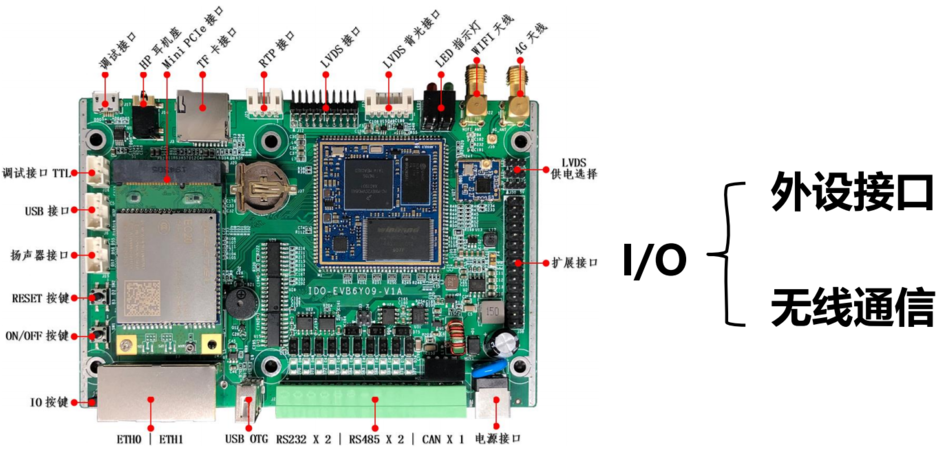 调试接口
HP 耳机座
Mini PCIe 接口
TF 卡接口
RTP 接口
LVDS 接口
LVDS 背光接口
LED 指示灯
WIFI 天线
4G 天线
调试接口 TTL
USB 接口
扬声器接口
RESET 按键
ON/OFF 按键
IO 按键
LVDS
供电选择
扩展接口
IDO-EVB6Y09-V1A
150
ETH0 | ETH1
USB OTG
RS232 X 2 | RS485 X 2 | CAN X 1
电源接口
I/O
外设接口
无线通信